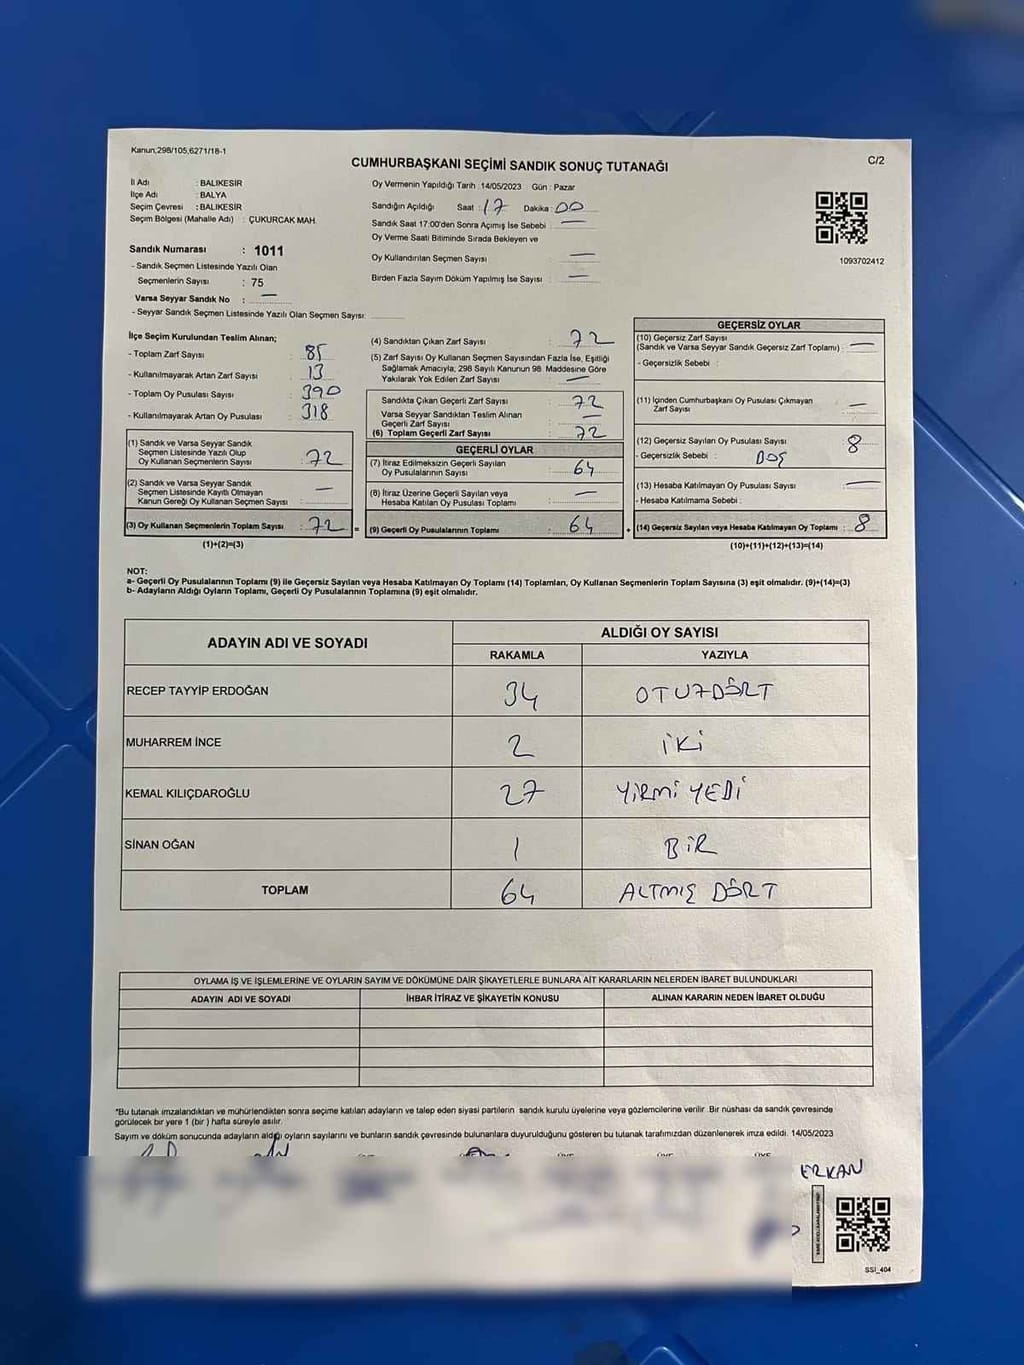 Kanun;298/105,6271/18-1
CUMHURBAŞKANI SEÇİMİ SANDIK SONUÇ TUTANAĞI
C/2
İl Adı : BALIKESİR
İlçe Adı : BALYA
Seçim Çevresi : BALIKESİR
Seçim Bölgesi (Mahalle Adı) : ÇUKURCAK MAH.
Sandık Numarası : 1011
- Sandık Seçmen Listesinde Yazılı Olan
Seçmenlerin Sayısı : 75
Varsa Seyyar Sandık No : —
- Seyyar Sandık Seçmen Listesinde Yazılı Olan Seçmen Sayısı:
Oy Vermenin Yapıldığı Tarih :14/05/2023 Gün : Pazar
Sandığın Açıldığı Saat : 17 Dakika : 00
Sandık Saat 17:00'den Sonra Açımış İse Sebebi : —
Oy Verme Saati Bitiminde Sırada Bekleyen ve
Oy Kullandırılan Seçmen Sayısı : —
Birden Fazla Sayım Döküm Yapılmış İse Sayısı : —
1093702412
İlçe Seçim Kurulundan Teslim Alınan;
- Toplam Zarf Sayısı : 85
- Kullanılmayarak Artan Zarf Sayısı : 13
- Toplam Oy Pusulası Sayısı : 390
- Kullanılmayarak Artan Oy Pusulası : 318
(1) Sandık ve Varsa Seyyar Sandık
Seçmen Listesinde Yazılı Olup
Oy Kullanan Seçmenlerin Sayısı : 72
(2) Sandık ve Varsa Seyyar Sandık
Seçmen Listesinde Kayıtlı Olmayan
Kanun Gereği Oy Kullanan Seçmen Sayısı : —
(3) Oy Kullanan Seçmenlerin Toplam Sayısı : 72 =
(1)+(2)=(3)
(4) Sandıktan Çıkan Zarf Sayısı : 72
(5) Zarf Sayısı Oy Kullanan Seçmen Sayısından Fazla İse, Eşitliği
Sağlamak Amacıyla; 298 Sayılı Kanunun 98. Maddesine Göre
Yakılarak Yok Edilen Zarf Sayısı : —
Sandıkta Çıkan Geçerli Zarf Sayısı : 72
Varsa Seyyar Sandıktan Teslim Alınan
Geçerli Zarf Sayısı : —
(6) Toplam Geçerli Zarf Sayısı : 72
GEÇERLİ OYLAR
(7) İtiraz Edilmeksizin Geçerli Sayılan
Oy Pusulalarının Sayısı : 64
(8) İtiraz Üzerine Geçerli Sayılan veya
Hesaba Katılan Oy Pusulası Toplamı : —
(9) Geçerli Oy Pusulalarının Toplamı : 64 +
GEÇERSİZ OYLAR
(10) Geçersiz Zarf Sayısı
(Sandık ve Varsa Seyyar Sandık Geçersiz Zarf Toplamı) : —
- Geçersizlik Sebebi :
(11) İçinden Cumhurbaşkanı Oy Pusulası Çıkmayan
Zarf Sayısı : —
(12) Geçersiz Sayılan Oy Pusulası Sayısı : 8
- Geçersizlik Sebebi : BOŞ
(13) Hesaba Katılmayan Oy Pusulası Sayısı : —
- Hesaba Katılmama Sebebi :
(14) Geçersiz Sayılan veya Hesaba Katılmayan Oy Toplamı : 8
(10)+(11)+(12)+(13)=(14)
NOT:
a- Geçerli Oy Pusulalarının Toplamı (9) ile Geçersiz Sayılan veya Hesaba Katılmayan Oy Toplamı (14) Toplamları, Oy Kullanan Seçmenlerin Toplam Sayısına (3) eşit olmalıdır. (9)+(14)=(3)
b- Adayların Aldığı Oyların Toplamı, Geçerli Oy Pusulalarının Toplamına (9) eşit olmalıdır.
ADAYIN ADI VE SOYADI ALDIĞI OY SAYISI
RAKAMLA YAZIYLA
RECEP TAYYİP ERDOĞAN 34 OTUZDÖRT
MUHARREM İNCE 2 İKİ
KEMAL KILIÇDAROĞLU 27 YİRMİ YEDİ
SİNAN OĞAN 1 BİR
TOPLAM 64 ALTMIŞ DÖRT
OYLAMA İŞ VE İŞLEMLERİNE VE OYLARIN SAYIM VE DÖKÜMÜNE DAİR ŞİKAYETLERLE BUNLARA AİT KARARLARIN NELERDEN İBARET BULUNDUKLARI
ADAYIN ADI VE SOYADI İHBAR İTİRAZ VE ŞİKAYETİN KONUSU ALINAN KARARIN NEDEN İBARET OLDUĞU
*Bu tutanak imzalandıktan ve mühürlendikten sonra seçime katılan adayların ve talep eden siyasi partilerin sandık kurulu üyelerine veya gözlemcilerine verilir. Bir nüshası da sandık çevresinde
görülecek bir yere 1 (bir) hafta süreyle asılır.
Sayım ve döküm sonucunda adayların aldığı oyların sayılarını ve bunların sandık çevresinde bulunanlara duyurulduğunu gösteren bu tutanak tarafımızdan düzenlenerek imza edildi. 14/05/2023
ERKAN
SSI_404